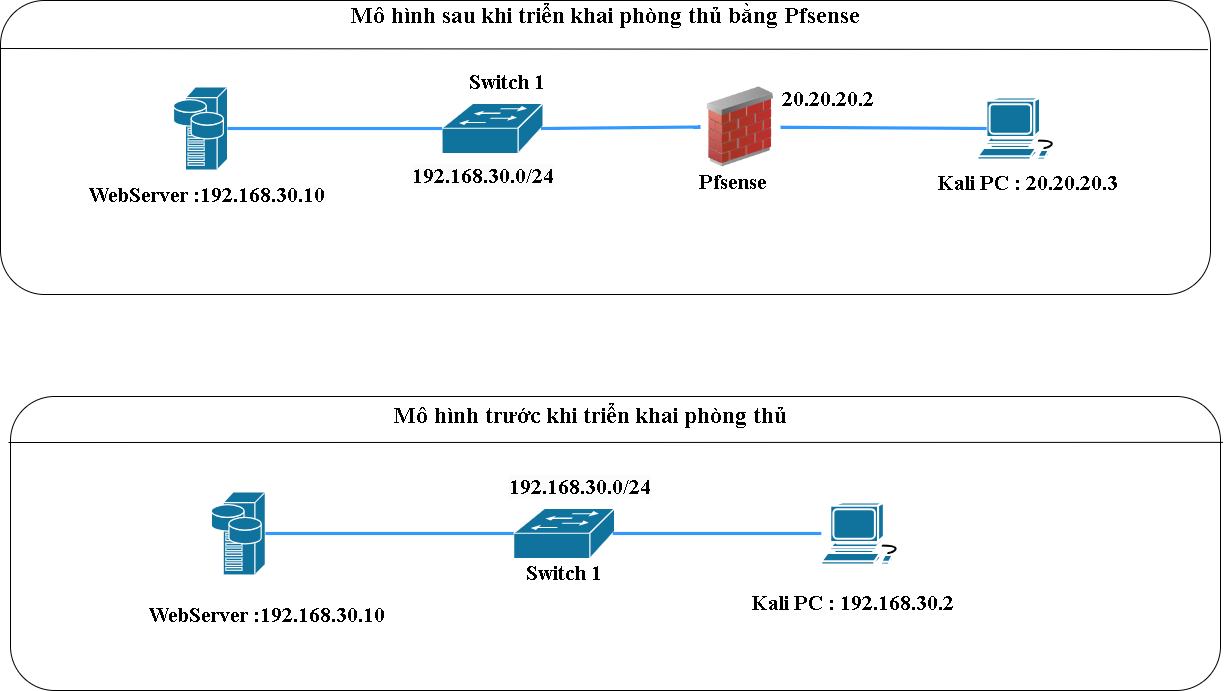 Mô hình sau khi triển khai phòng thủ bằng Pfsense
Switch 1
20.20.20.2
192.168.30.0/24
Pfsense
Kali PC : 20.20.20.3
WebServer :192.168.30.10
Mô hình trước khi triển khai phòng thủ
192.168.30.0/24
Switch 1
Kali PC : 192.168.30.2
WebServer :192.168.30.10